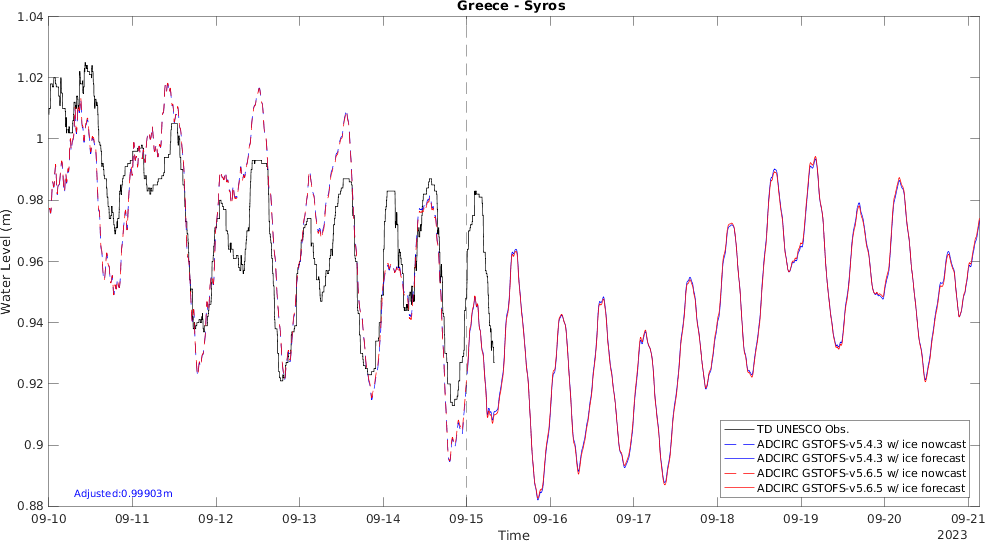 Greece - Syros
1.04
1.02
1
0.98
0.96
0.94
0.92
0.9
0.88
Water Level (m)
Adjusted:0.99903m
TD UNESCO Obs.
ADCIRC GSTOFS-v5.4.3 w/ ice nowcast
ADCIRC GSTOFS-v5.4.3 w/ ice forecast
ADCIRC GSTOFS-v5.6.5 w/ ice nowcast
ADCIRC GSTOFS-v5.6.5 w/ ice forecast
09-10 09-11 09-12 09-13 09-14 09-15 09-16 09-17 09-18 09-19 09-20 09-21
Time
2023